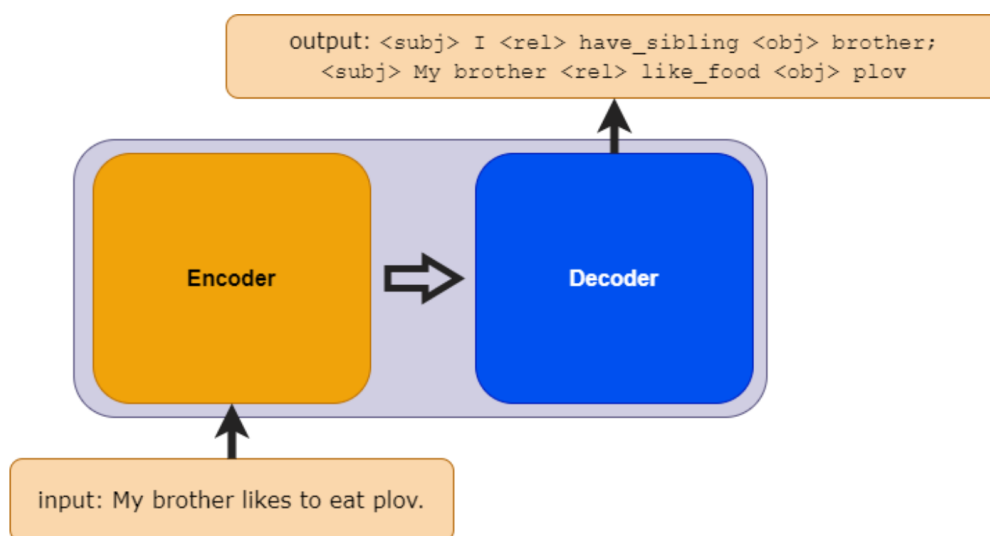 output: <subj> I <rel> have_sibling <obj> brother;
<subj> My brother <rel> like_food <obj> plov
Encoder
Decoder
input: My brother likes to eat plov.